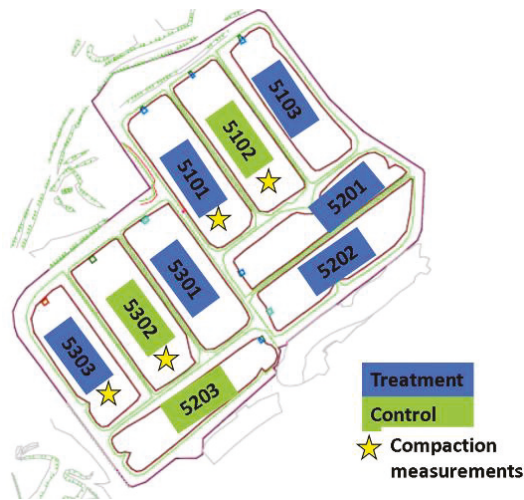 5103
5102
5101
5201
5202
5301
5302
5303
5203
Treatment
Control
Compaction
measurements